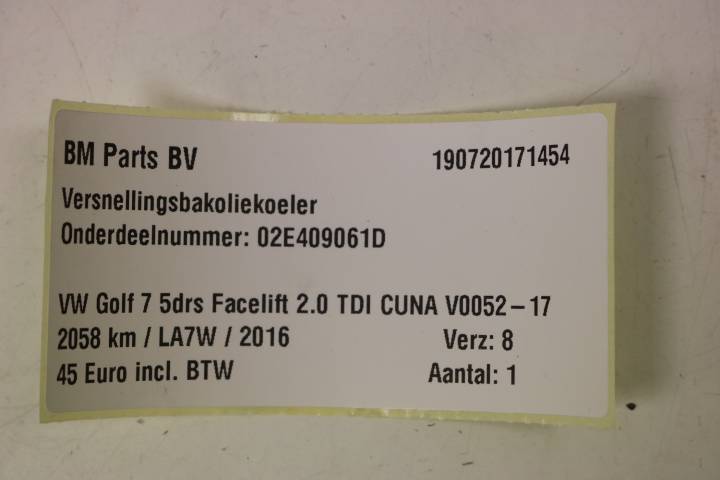 BM Parts BV 190720171454
Versnellingsbakoliekoeler
Onderdeelnummer: 02E409061D
VW Golf 7 5drs Facelift 2.0 TDI CUNA V0052-17
2058 km / LA7W / 2016 Verz: 8
45 Euro incl. BTW Aantal: 1